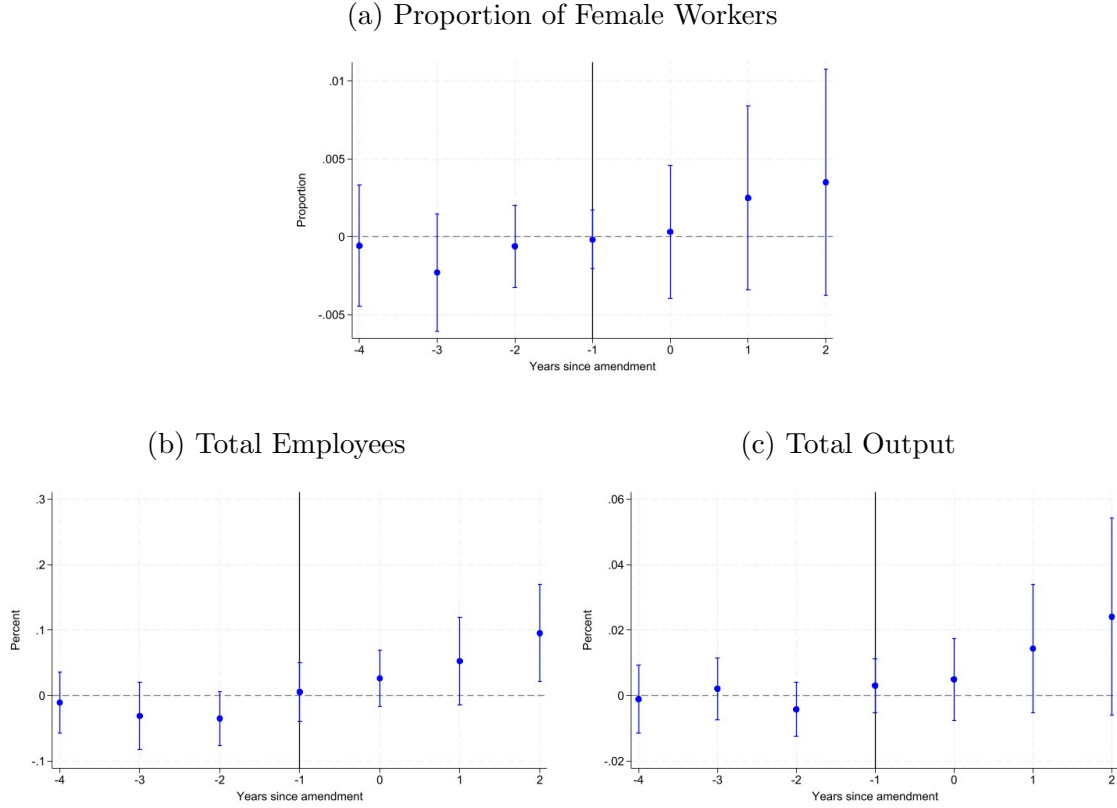 (a) Proportion of Female Workers
.01
.005
0
-.005
Proportion
-4 -3 -2 -1 0 1 2
Years since amendment
(b) Total Employees
.3
.2
.1
0
-.1
Percent
-4 -3 -2 -1 0 1 2
Years since amendment
(c) Total Output
.06
.04
.02
0
-.02
Percent
-4 -3 -2 -1 0 1 2
Years since amendment